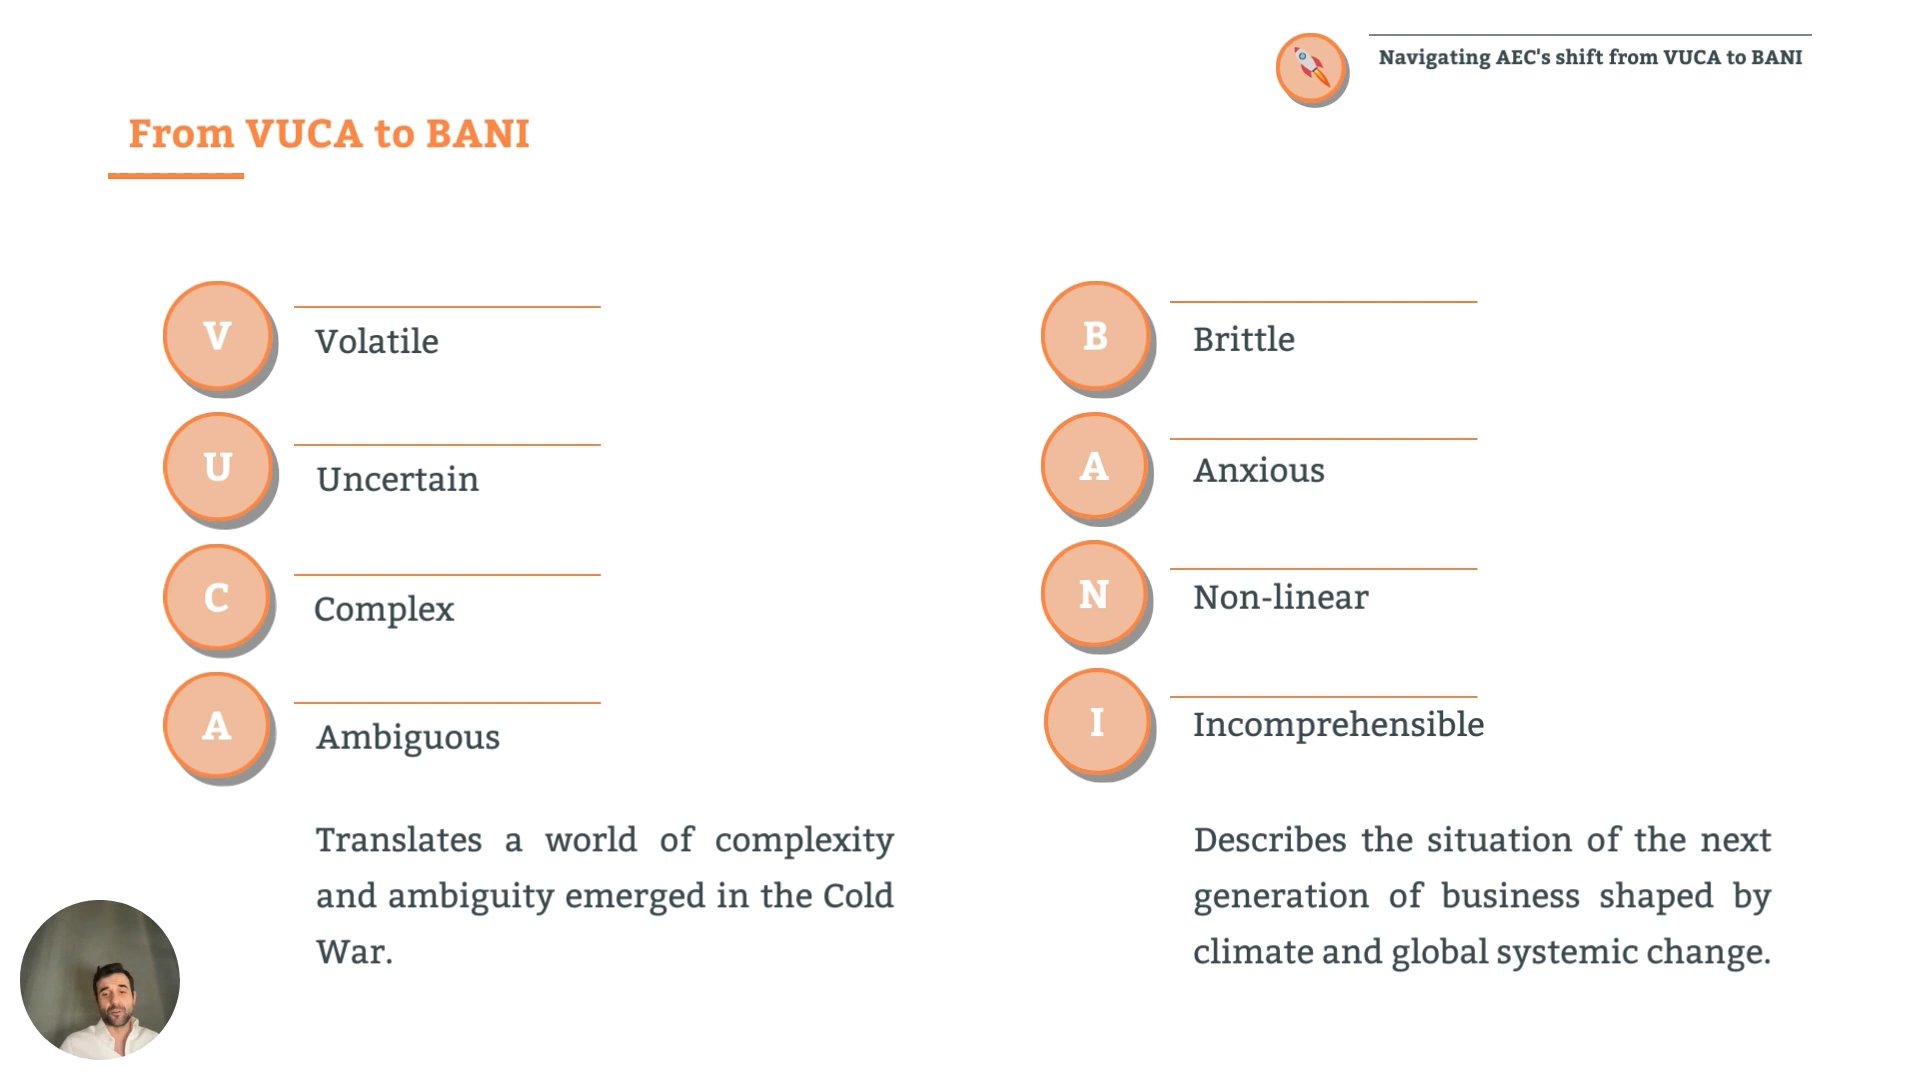 Navigating AEC's shift from VUCA to BANI
From VUCA to BANI
V
Volatile
U
Uncertain
C
Complex
A
Ambiguous
Translates a world of complexity
and ambiguity emerged in the Cold
War.
B
Brittle
A
Anxious
N
Non-linear
I
Incomprehensible
Describes the situation of the next
generation of business shaped by
climate and global systemic change.